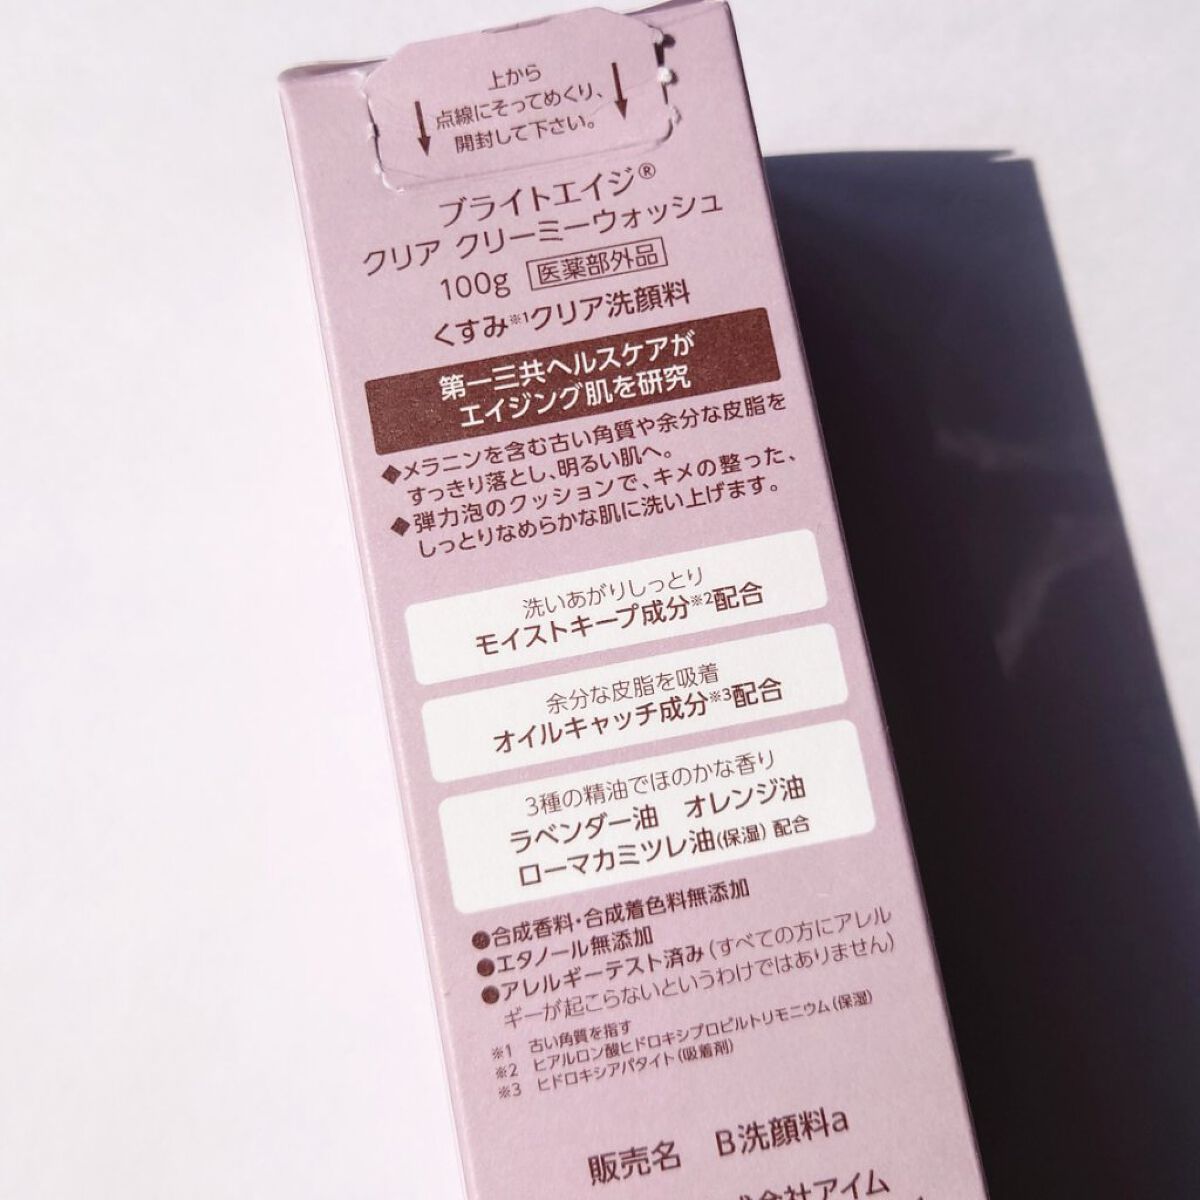 上から
点線にそってめくり、
開封して下さい。
ブライトエイジ®
クリア クリーミーウォッシュ
100g 医薬部外品
くすみ※1クリア洗顔料
第一三共ヘルスケアが
エイジング肌を研究
◆メラニンを含む古い角質や余分な皮脂を
すっきり落とし、明るい肌へ。
◆弾力泡のクッションで、キメの整った、
しっとりなめらかな肌に洗い上げます。
洗いあがりしっとり
モイストキープ成分※2配合
余分な皮脂を吸着
オイルキャッチ成分※3配合
3種の精油でほのかな香り
ラベンダー油 オレンジ油
ローマカミツレ油(保湿) 配合
●合成香料・合成着色料無添加
●エタノール無添加
●アレルギーテスト済み(すべての方にアレル
ギーが起こらないというわけではありません)
※1 古い角質を指す
※2 ヒアルロン酸ヒドロキシプロピルトリモニウム(保湿)
※3 ヒドロキシアパタイト(吸着剤)
販売名 B洗顔料a
式会社アイム